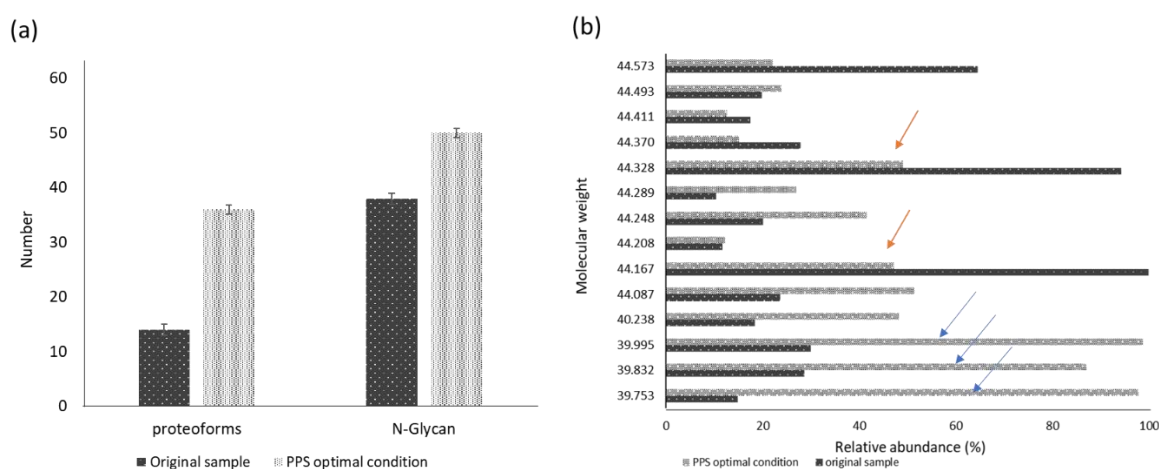 (a)
60
50
40
30
20
10
0
Number
proteoforms N-Glycan
Original sample PPS optimal condition
(b)
44.573
44.493
44.411
44.370
44.328
44.289
44.248
44.208
44.167
44.087
40.238
39.995
39.832
39.753
Molecular weight
0 20 40 60 80 100
Relative abundance (%)
PPS optimal condition original sample